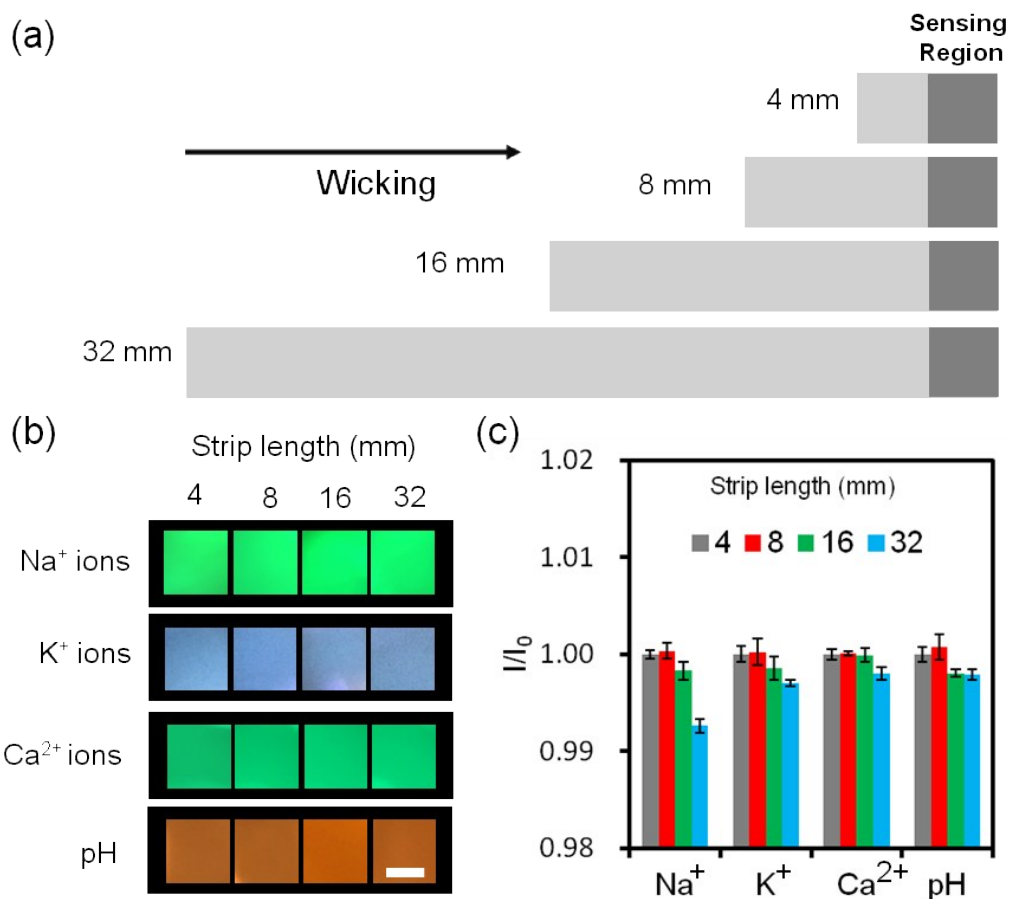 (a)
Sensing
Region
4 mm
Wicking
8 mm
16 mm
32 mm
(b)
Strip length (mm)
4 8 16 32
Na⁺ ions
K⁺ ions
Ca²⁺ ions
pH
(c)
1.02
Strip length (mm)
4 8 16 32
1.01
I/I₀
1.00
0.99
0.98
Na⁺ K⁺ Ca²⁺ pH